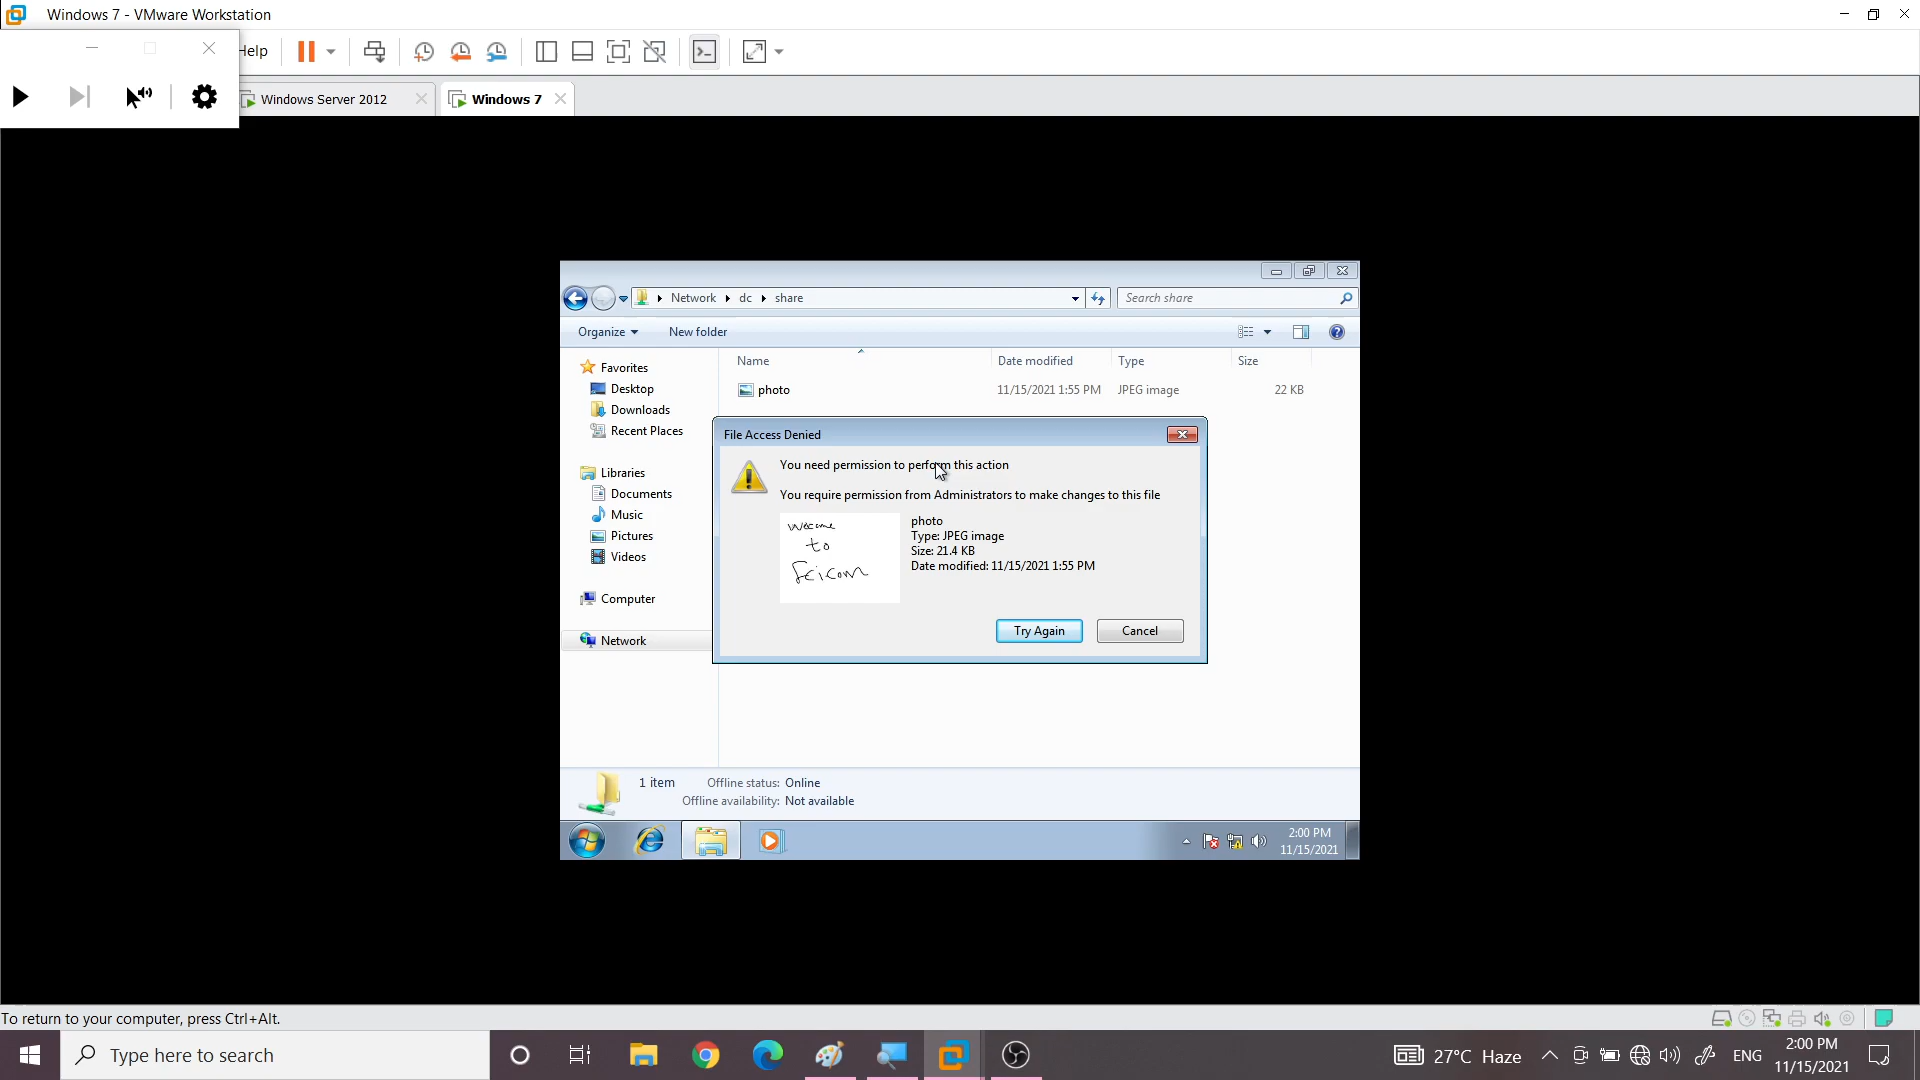 Windows 7 - VMware Workstation
Help
Windows Server 2012
Windows 7
Network dc share
Search share
Organize New folder
Name Date modified Type Size
Favorites
photo 11/15/2021 1:55 PM JPEG image 22 KB
Desktop
Downloads
Recent Places
Libraries
Documents
Music
Pictures
Videos
Computer
Network
File Access Denied
You need permission to perform this action
You require permission from Administrators to make changes to this file
to
photo
Type: JPEG image
Size: 21.4 KB
Date modified: 11/15/2021 1:55 PM
Try Again Cancel
1 item Offline status: Online
Offline availability: Not available
2:00 PM
11/15/2021
To return to your computer, press Ctrl+Alt.
Type here to search
27°C Haze
ENG
2:00 PM
11/15/2021